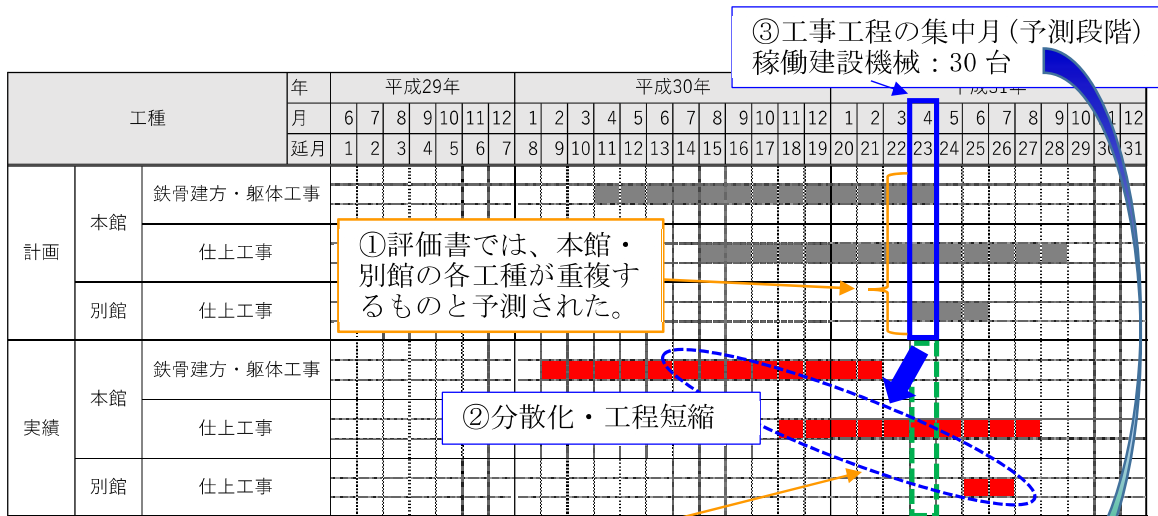 ③工事工程の集中月(予測段階)
稼働建設機械：30 台
工種
年 平成29年 平成30年 平成31年
月 6 7 8 9 10 11 12 1 2 3 4 5 6 7 8 9 10 11 12 1 2 3 4 5 6 7 8 9 10 11 12
延月 1 2 3 4 5 6 7 8 9 10 11 12 13 14 15 16 17 18 19 20 21 22 23 24 25 26 27 28 29 30 31
計画
本館
鉄骨建方・躯体工事
仕上工事
別館 仕上工事
①評価書では、本館・
別館の各工種が重複す
るものと予測された。
実績
本館
鉄骨建方・躯体工事
仕上工事
別館 仕上工事
②分散化・工程短縮